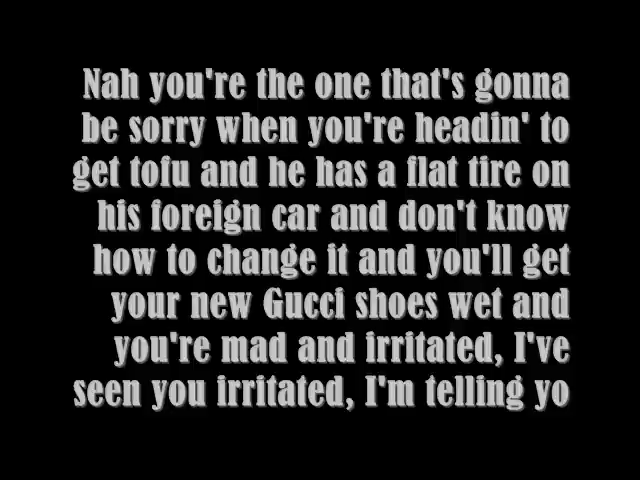 Nah you're the one that's gonna
be sorry when you're headin' to
get tofu and he has a flat tire on
his foreign car and don't know
how to change it and you'll get
your new Gucci shoes wet and
you're mad and irritated, I've
seen you irritated, I'm telling yo